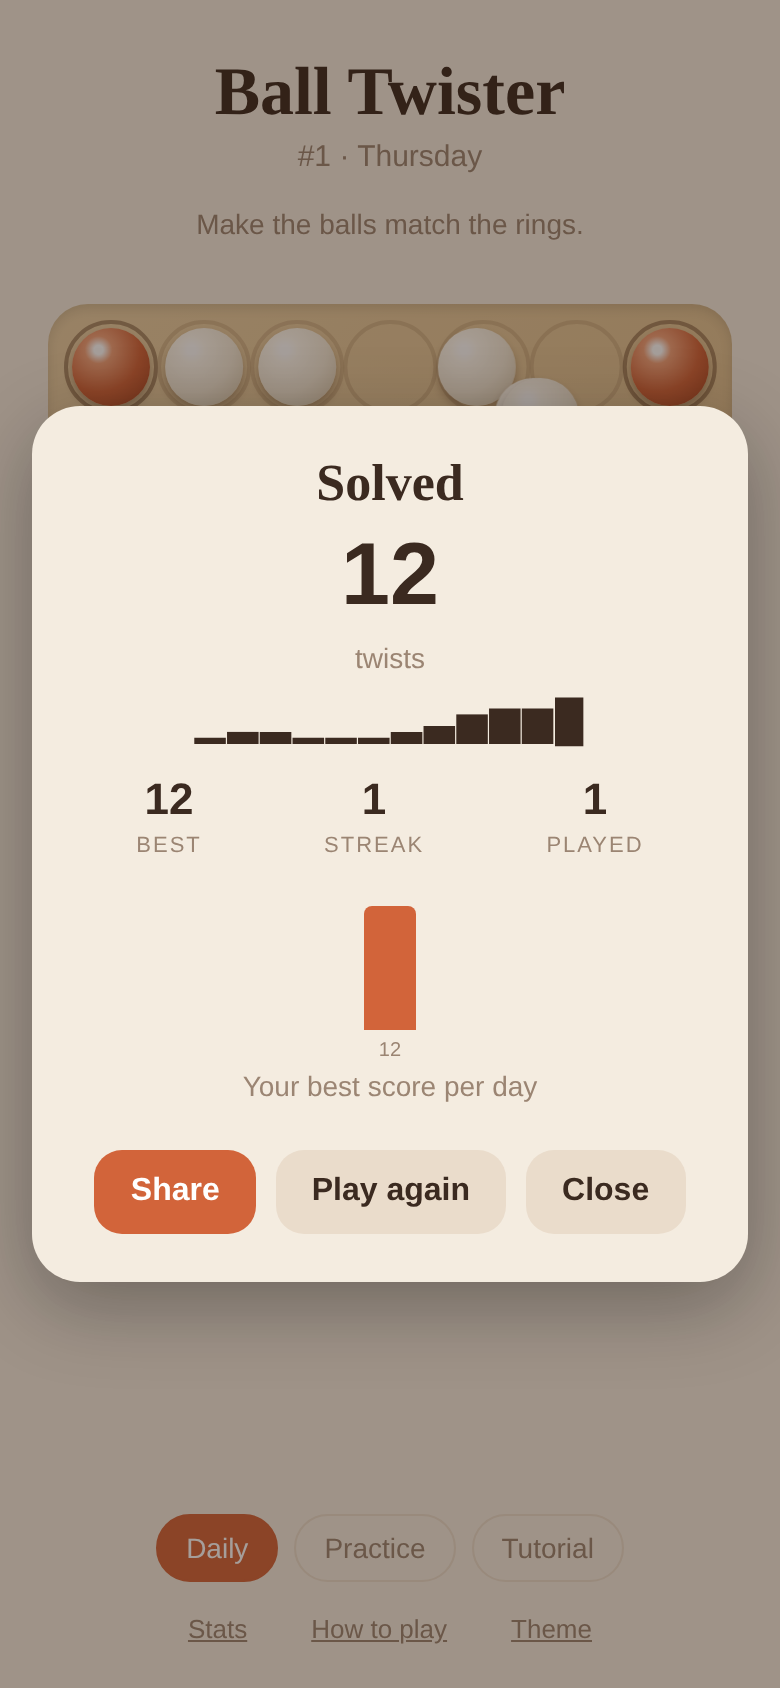 Ball Twister
#1 · Thursday
Make the balls match the rings.
Solved
12
twists
12 1 1
BEST STREAK PLAYED
12
Your best score per day
Share Play again Close
Daily Practice Tutorial
Stats How to play Theme